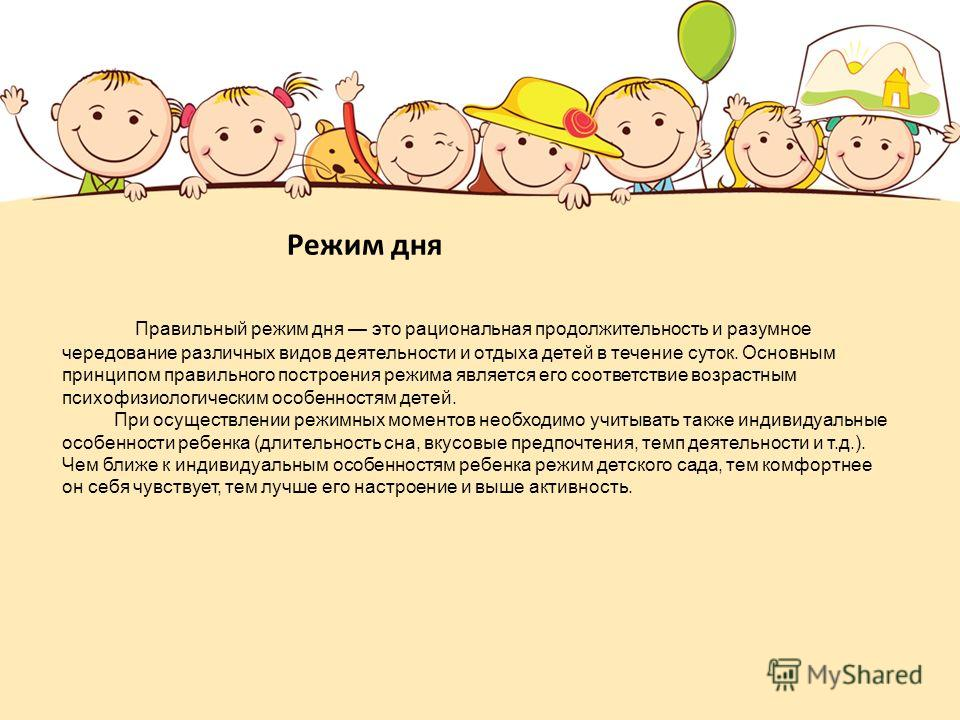 Режим дня
Правильный режим дня — это рациональная продолжительность и разумное
чередование различных видов деятельности и отдыха детей в течение суток. Основным
принципом правильного построения режима является его соответствие возрастным
психофизиологическим особенностям детей.
При осуществлении режимных моментов необходимо учитывать также индивидуальные
особенности ребенка (длительность сна, вкусовые предпочтения, темп деятельности и т.д.).
Чем ближе к индивидуальным особенностям ребенка режим детского сада, тем комфортнее
он себя чувствует, тем лучше его настроение и выше активность.
MyShared